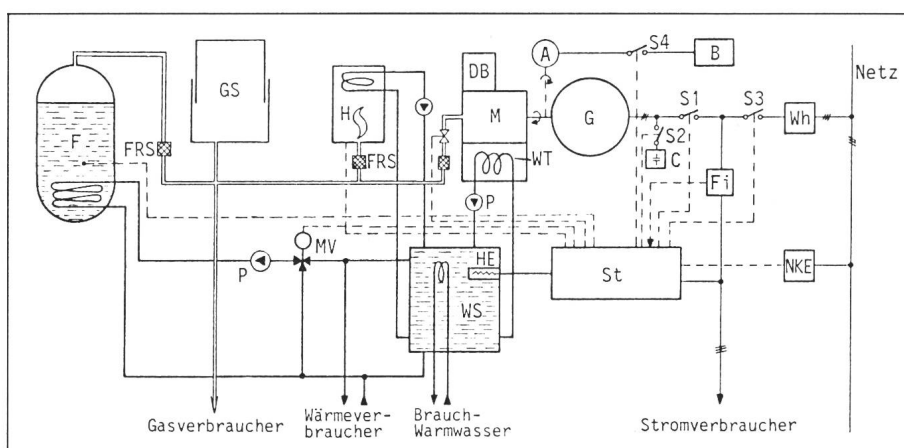 A
S4
B
Netz
GS
DB
H
M
G
S1
S3
Wh
S2
F
FRS
FRS
WT
C
Fi
P
MV
P
HE
St
NKE
WS
Gasverbraucher
Wärmever-
braucher
Brauch-
Warmwasser
Stromverbraucher